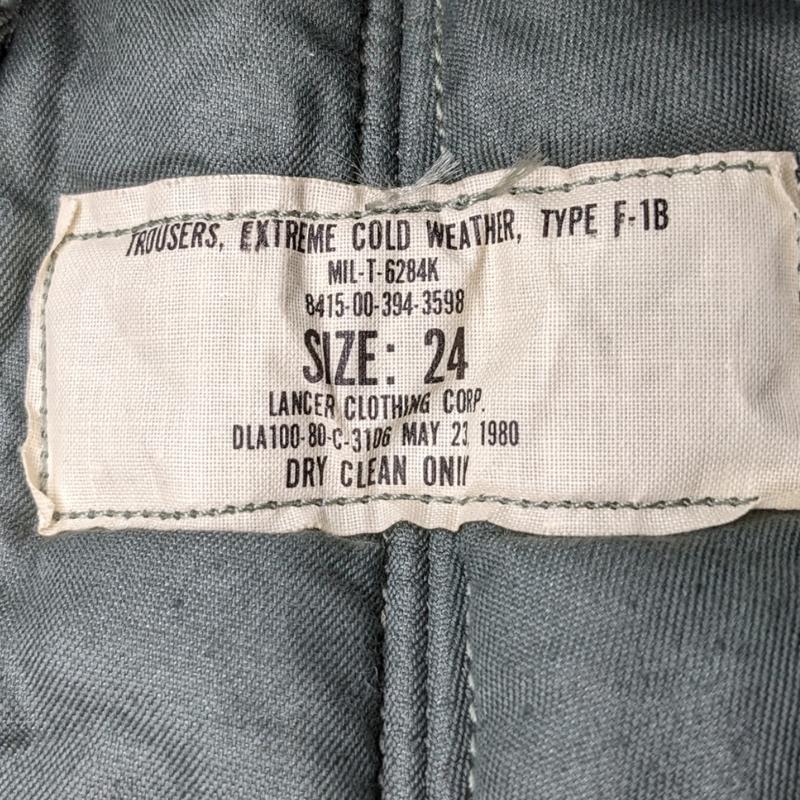 TROUSERS, EXTREME COLD WEATHER, TYPE F-1B
MIL-T-6284K
8415-00-394-3598
SIZE: 24
LANCER CLOTHING CORP.
DLA100-80-C-3106 MAY 23 1980
DRY CLEAN ONLY